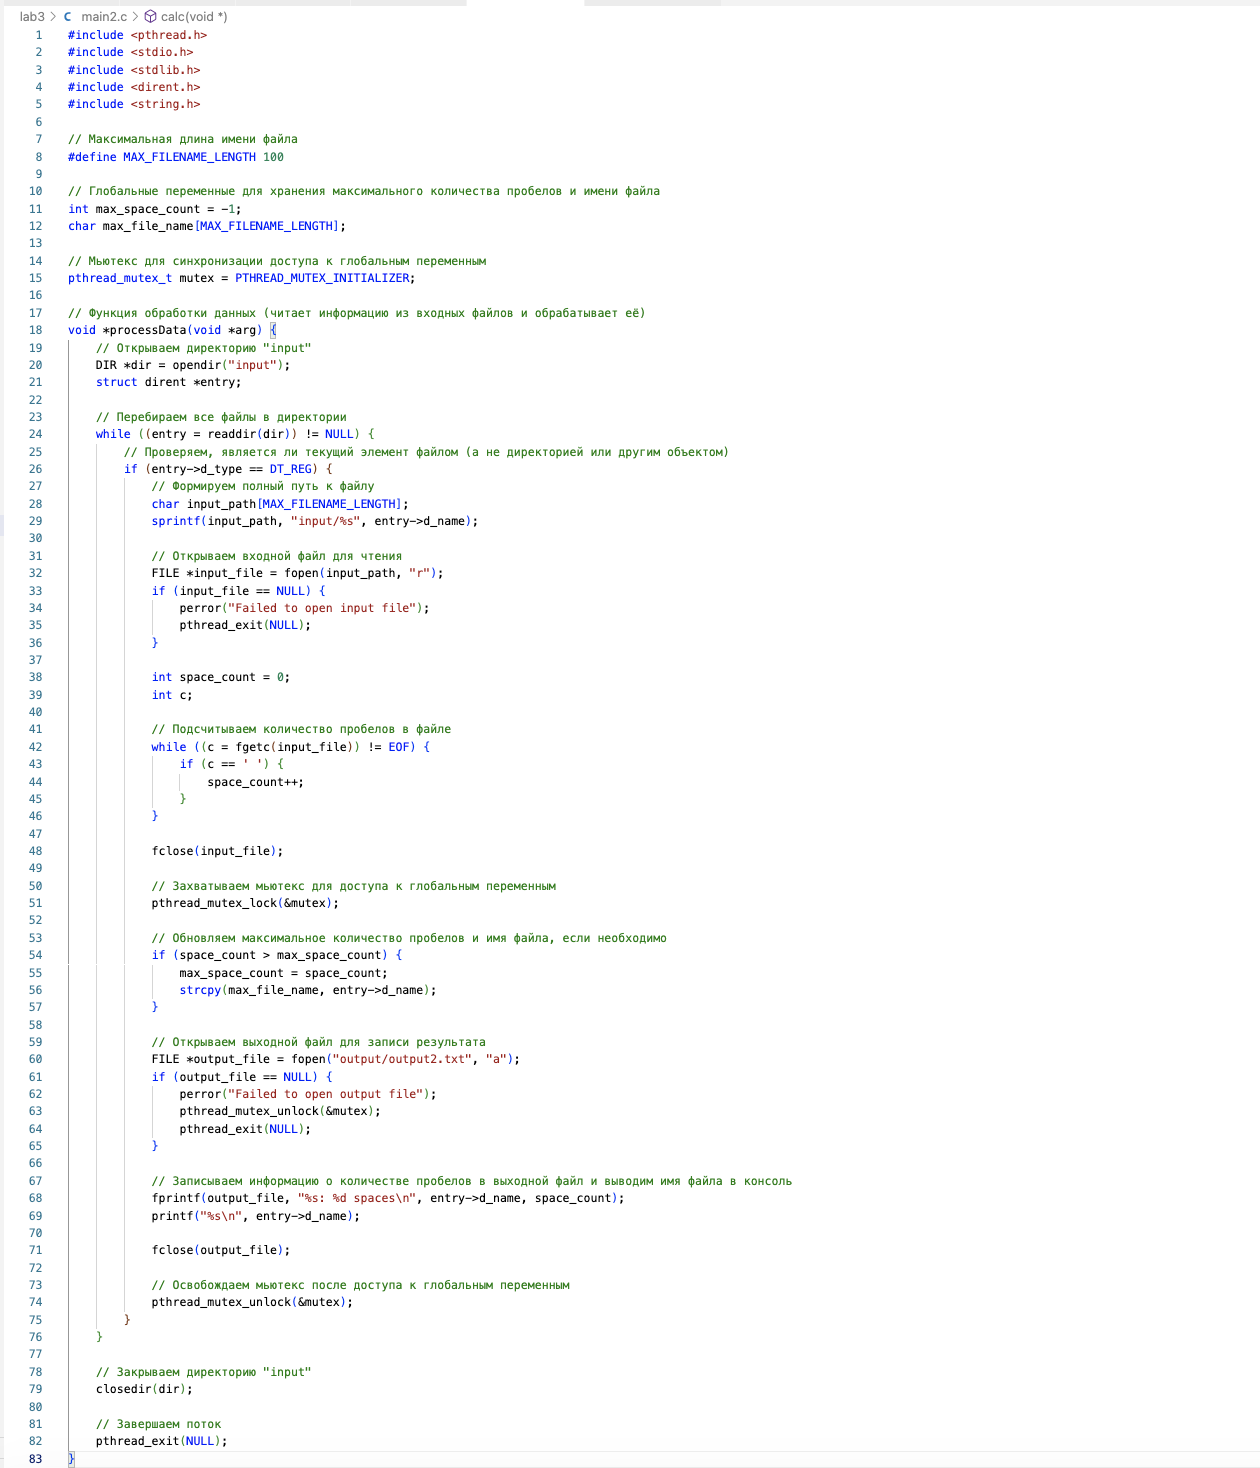 lab3 > C main2.c > calc(void *)
1 #include <pthread.h>
2 #include <stdio.h>
3 #include <stdlib.h>
4 #include <dirent.h>
5 #include <string.h>
6
7 // Максимальная длина имени файла
8 #define MAX_FILENAME_LENGTH 100
9
10 // Глобальные переменные для хранения максимального количества пробелов и имени файла
11 int max_space_count = -1;
12 char max_file_name[MAX_FILENAME_LENGTH];
13
14 // Мьютекс для синхронизации доступа к глобальным переменным
15 pthread_mutex_t mutex = PTHREAD_MUTEX_INITIALIZER;
16
17 // Функция обработки данных (читает информацию из входных файлов и обрабатывает её)
18 void *processData(void *arg) {
19     // Открываем директорию "input"
20     DIR *dir = opendir("input");
21     struct dirent *entry;
22
23     // Перебираем все файлы в директории
24     while ((entry = readdir(dir)) != NULL) {
25         // Проверяем, является ли текущий элемент файлом (а не директорией или другим объектом)
26         if (entry->d_type == DT_REG) {
27             // Формируем полный путь к файлу
28             char input_path[MAX_FILENAME_LENGTH];
29             sprintf(input_path, "input/%s", entry->d_name);
30
31             // Открываем входной файл для чтения
32             FILE *input_file = fopen(input_path, "r");
33             if (input_file == NULL) {
34                 perror("Failed to open input file");
35                 pthread_exit(NULL);
36             }
37
38             int space_count = 0;
39             int c;
40
41             // Подсчитываем количество пробелов в файле
42             while ((c = fgetc(input_file)) != EOF) {
43                 if (c == ' ') {
44                     space_count++;
45                 }
46             }
47
48             fclose(input_file);
49
50             // Захватываем мьютекс для доступа к глобальным переменным
51             pthread_mutex_lock(&mutex);
52
53             // Обновляем максимальное количество пробелов и имя файла, если необходимо
54             if (space_count > max_space_count) {
55                 max_space_count = space_count;
56                 strcpy(max_file_name, entry->d_name);
57             }
58
59             // Открываем выходной файл для записи результата
60             FILE *output_file = fopen("output/output2.txt", "a");
61             if (output_file == NULL) {
62                 perror("Failed to open output file");
63                 pthread_mutex_unlock(&mutex);
64                 pthread_exit(NULL);
65             }
66
67             // Записываем информацию о количестве пробелов в выходной файл и выводим имя файла в консоль
68             fprintf(output_file, "%s: %d spaces\n", entry->d_name, space_count);
69             printf("%s\n", entry->d_name);
70
71             fclose(output_file);
72
73             // Освобождаем мьютекс после доступа к глобальным переменным
74             pthread_mutex_unlock(&mutex);
75         }
76     }
77
78     // Закрываем директорию "input"
79     closedir(dir);
80
81     // Завершаем поток
82     pthread_exit(NULL);
83 }